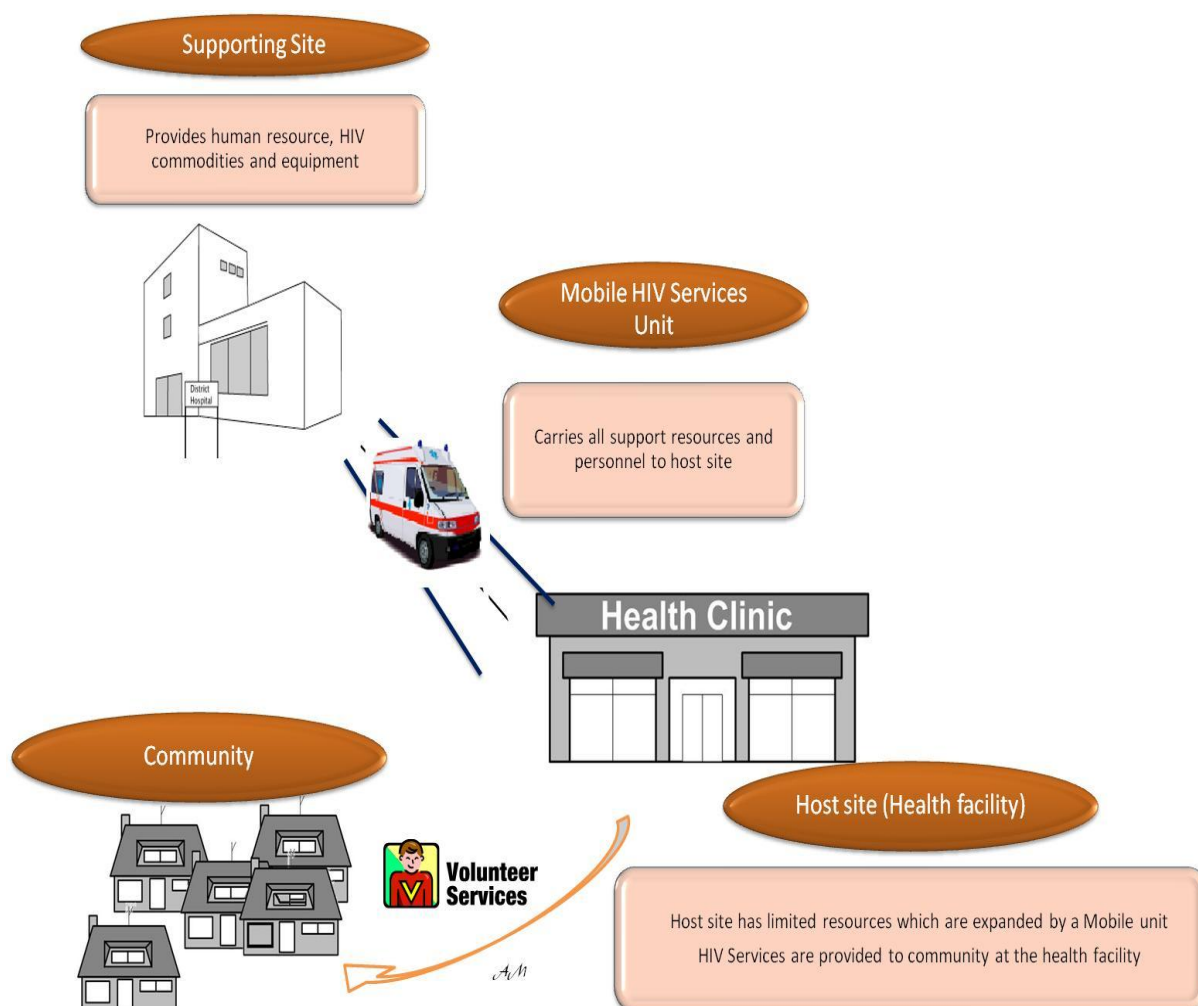 Supporting Site
Provides human resource, HIV
commodities and equipment
District
Hospital
Mobile HIV Services
Unit
Carries all support resources and
personnel to host site
Health Clinic
Community
Volunteer
Services
V
AM
Host site (Health facility)
Host site has limited resources which are expanded by a Mobile unit
HIV Services are provided to community at the health facility